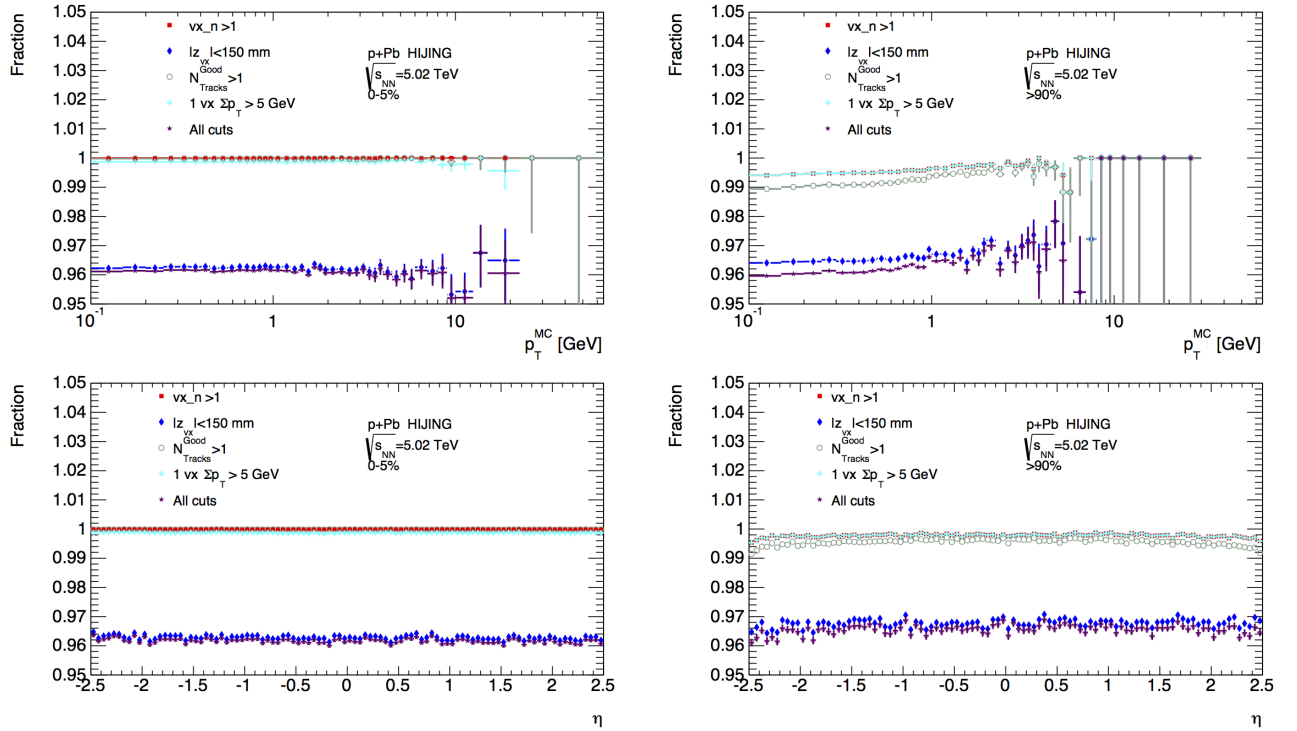 Fraction
1.05
1.04
1.03
1.02
1.01
1
0.99
0.98
0.97
0.96
0.95
vx_n >1
|z_vx|<150 mm
N^Good_Tracks >1
1 vx Σp_T > 5 GeV
All cuts
p+Pb HIJING
√s_NN=5.02 TeV
0-5%
10^-1
1
10
p_T^MC [GeV]
Fraction
1.05
1.04
1.03
1.02
1.01
1
0.99
0.98
0.97
0.96
0.95
vx_n >1
|z_vx|<150 mm
N^Good_Tracks >1
1 vx Σp_T > 5 GeV
All cuts
p+Pb HIJING
√s_NN=5.02 TeV
>90%
10^-1
1
10
p_T^MC [GeV]
Fraction
1.05
1.04
1.03
1.02
1.01
1
0.99
0.98
0.97
0.96
0.95
vx_n >1
|z_vx|<150 mm
N^Good_Tracks >1
1 vx Σp_T > 5 GeV
All cuts
p+Pb HIJING
√s_NN=5.02 TeV
0-5%
-2.5 -2 -1.5 -1 -0.5 0 0.5 1 1.5 2 2.5
η
Fraction
1.05
1.04
1.03
1.02
1.01
1
0.99
0.98
0.97
0.96
0.95
vx_n >1
|z_vx|<150 mm
N^Good_Tracks >1
1 vx Σp_T > 5 GeV
All cuts
p+Pb HIJING
√s_NN=5.02 TeV
>90%
-2.5 -2 -1.5 -1 -0.5 0 0.5 1 1.5 2 2.5
η